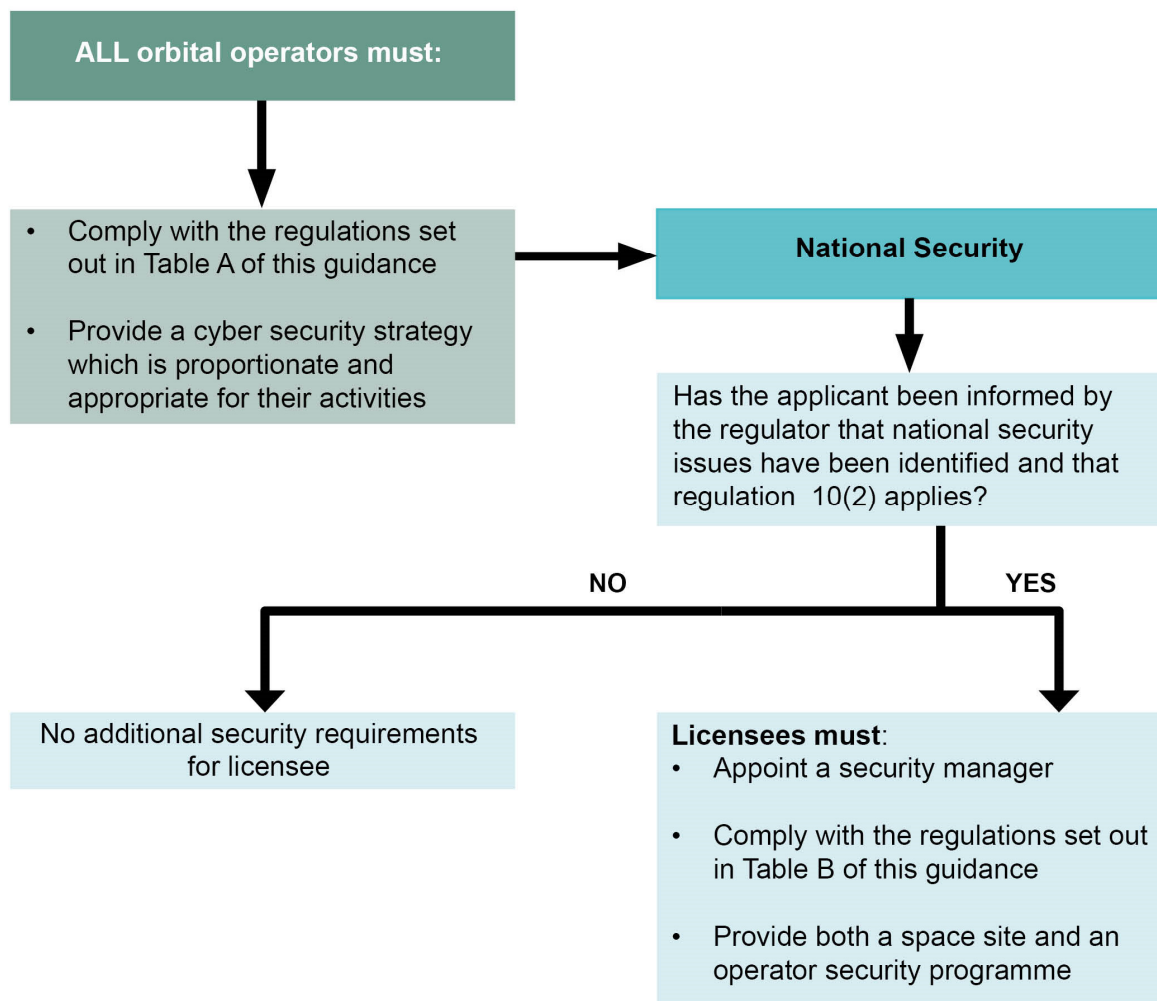 ALL orbital operators must:
• Comply with the regulations set
out in Table A of this guidance
• Provide a cyber security strategy
which is proportionate and
appropriate for their activities
National Security
Has the applicant been informed by
the regulator that national security
issues have been identified and that
regulation 10(2) applies?
NO
YES
No additional security requirements
for licensee
Licensees must:
• Appoint a security manager
• Comply with the regulations set out
in Table B of this guidance
• Provide both a space site and an
operator security programme